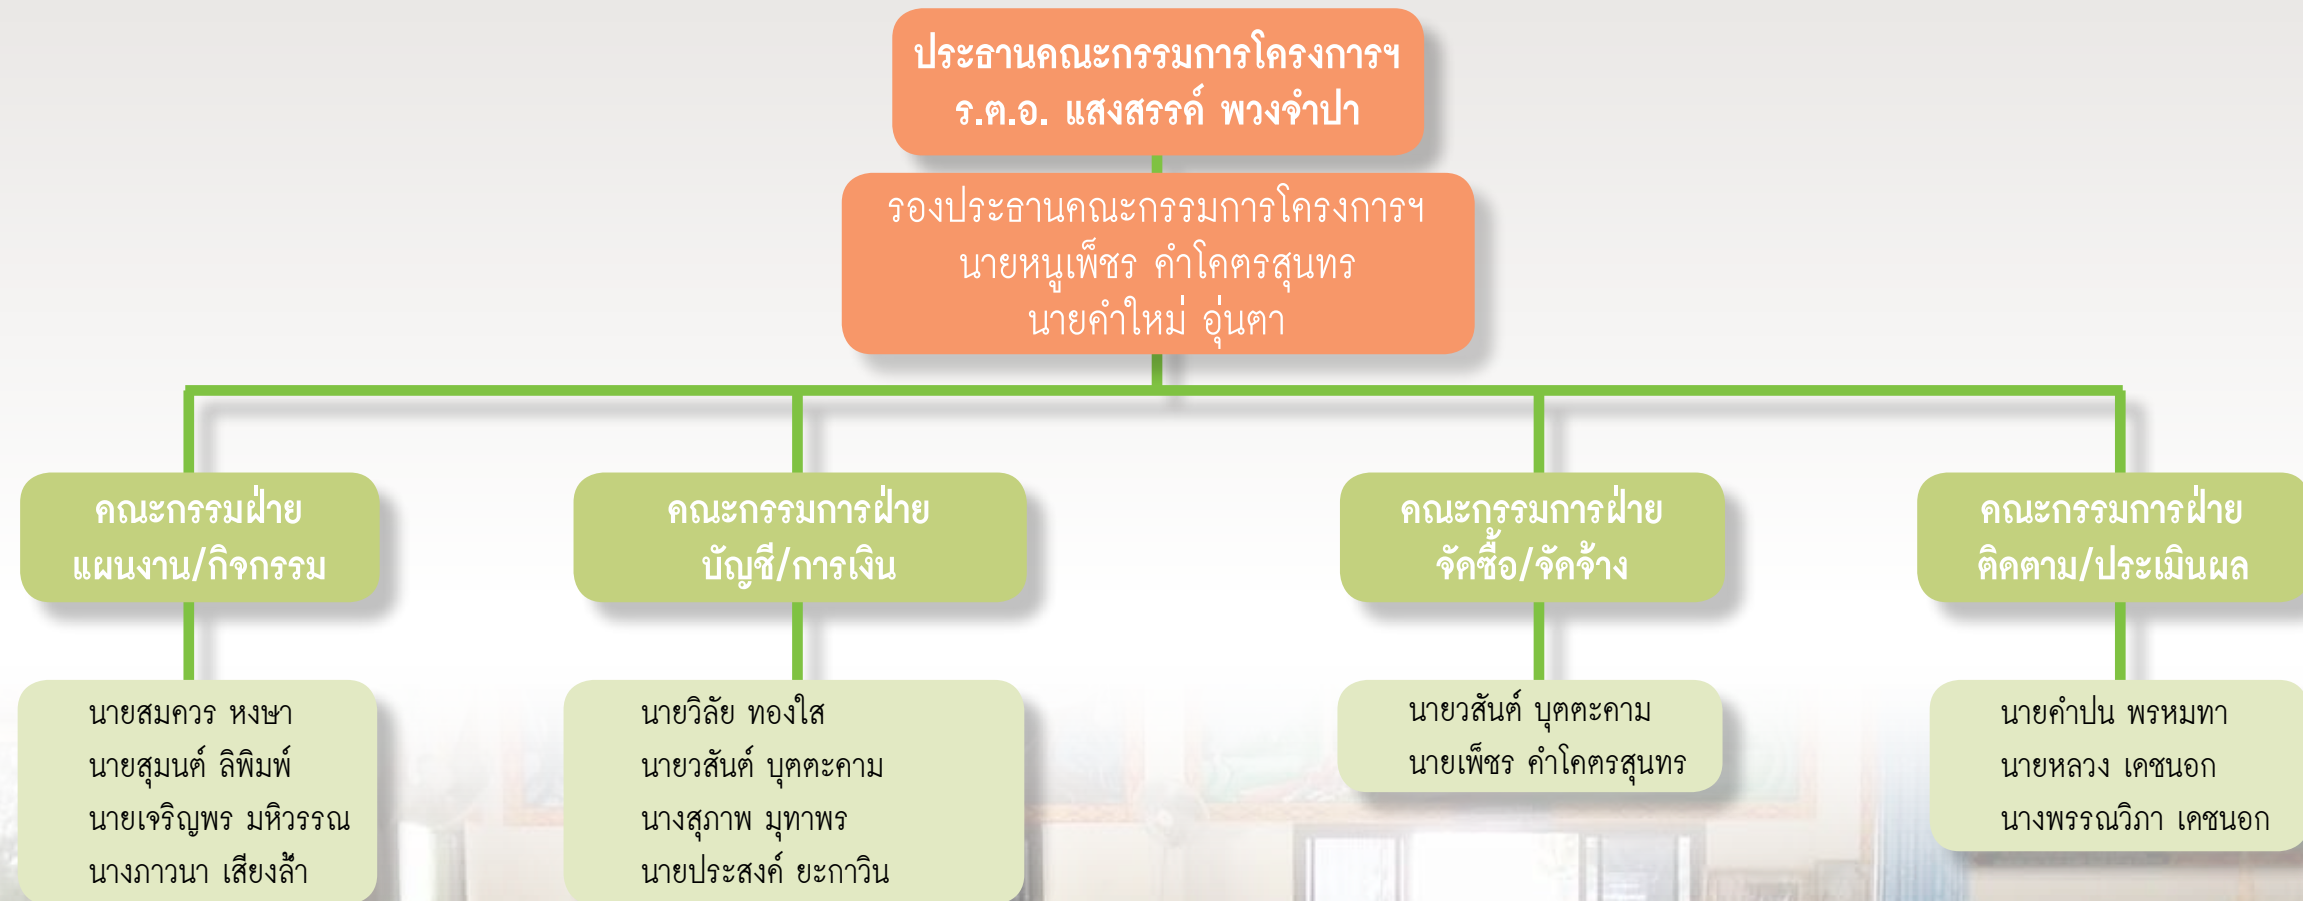 ประธานคณะกรรมการโครงการฯ
ร.ต.อ. แสงสรรค์ พวงจำปา
รองประธานคณะกรรมการโครงการฯ
นายหนูเพ็ชร คำโคตรสุนทร
นายคำใหม่ อุ่นตา
คณะกรรมฝ่าย
แผนงาน/กิจกรรม
นายสมควร หงษา
นายสุมนต์ ลิพิมพ์
นายเจริญพร มหิวรรณ
นางภาวนา เสียงล้ำ
คณะกรรมการฝ่าย
บัญชี/การเงิน
นายวิลัย ทองใส
นายวสันต์ บุตตะคาม
นางสุภาพ มุทาพร
นายประสงค์ ยะกาวิน
คณะกรรมการฝ่าย
จัดซื้อ/จัดจ้าง
นายวสันต์ บุตตะคาม
นายเพ็ชร คำโคตรสุนทร
คณะกรรมการฝ่าย
ติดตาม/ประเมินผล
นายคำปน พรหมทา
นายหลวง เคชนอก
นางพรรณวิภา เคชนอก